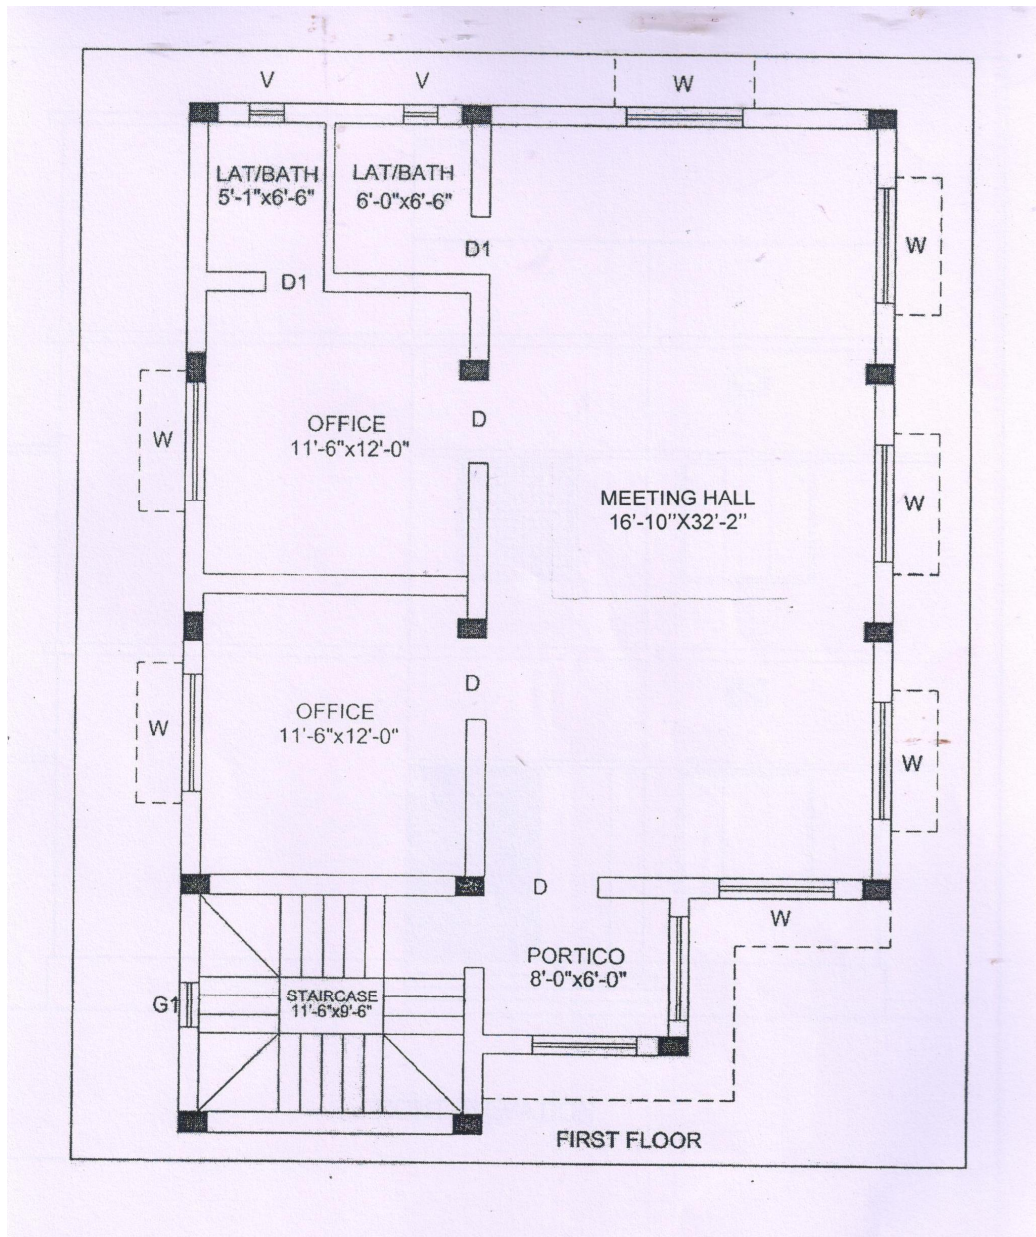 V
V
W
LAT/BATH
5'-1"x6'-6"
LAT/BATH
6'-0"x6'-6"
D1
W
D1
OFFICE
11'-6"x12'-0"
D
W
MEETING HALL
16'-10"X32'-2"
W
D
OFFICE
11'-6"x12'-0"
W
W
D
W
PORTICO
8'-0"x6'-0"
STAIRCASE
11'-6"x9'-6"
G1
FIRST FLOOR